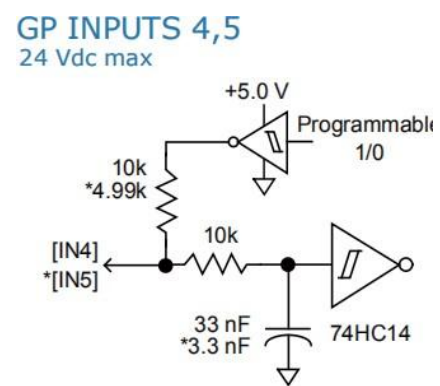 GP INPUTS 4,5
24 Vdc max
+5.0 V
Programmable
1/0
10k
*4.99k
10k
[IN4]
*[IN5]
33 nF
*3.3 nF
74HC14